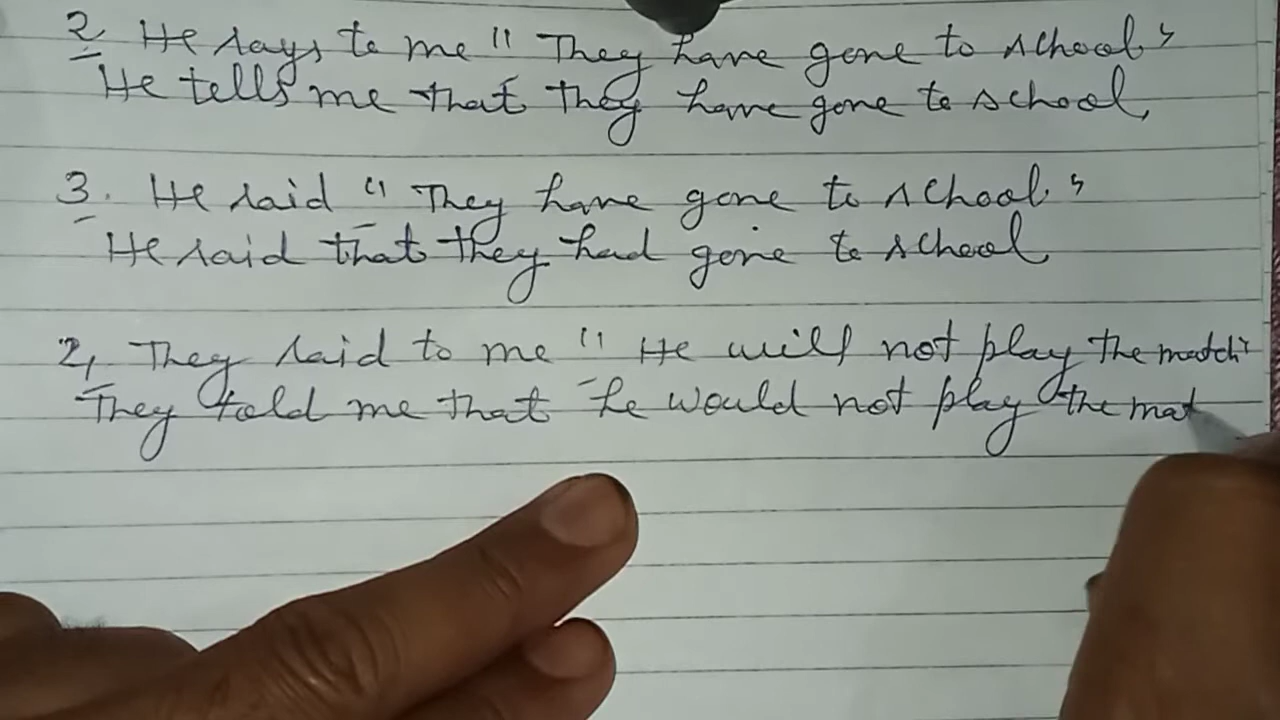 2 He says to me " They have gone to school "
He tells me that they have gone to school,
3. He said " They have gone to school. "
He said that they had gone to school
2, They said to me " He will not play the match "
They told me that he would not play the mat